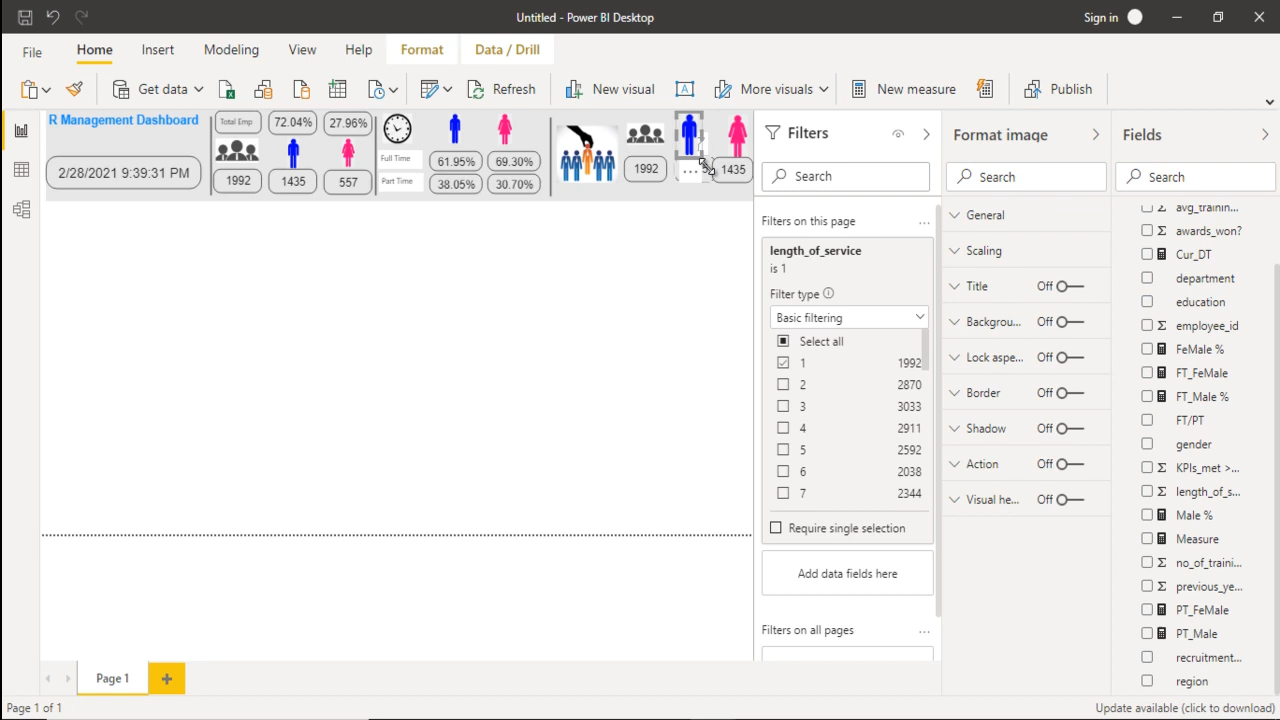 Untitled - Power BI Desktop
Sign in
File
Home
Insert
Modeling
View
Help
Format
Data / Drill
Get data
Refresh
New visual
More visuals
New measure
Publish
R Management Dashboard
2/28/2021 9:39:31 PM
Total Emp
1992
72.04%
1435
27.96%
557
Full Time
Part Time
61.95%
38.05%
69.30%
30.70%
1992
1435
Filters
Search
Filters on this page
...
length_of_service
is 1
Filter type
Basic filtering
Select all
1 1992
2 2870
3 3033
4 2911
5 2592
6 2038
7 2344
Require single selection
Add data fields here
Filters on all pages
...
Format image
Search
General
Scaling
Title Off
Backgrou... Off
Lock aspe... Off
Border Off
Shadow Off
Action Off
Visual he... Off
Fields
Search
avg_trainin...
awards_won?
Cur_DT
department
education
employee_id
FeMale %
FT_FeMale
FT_Male %
FT/PT
gender
KPIs_met >...
length_of_s...
Male %
Measure
no_of_traini...
previous_ye...
PT_FeMale
PT_Male
recruitment...
region
Page 1
Page 1 of 1
Update available (click to download)